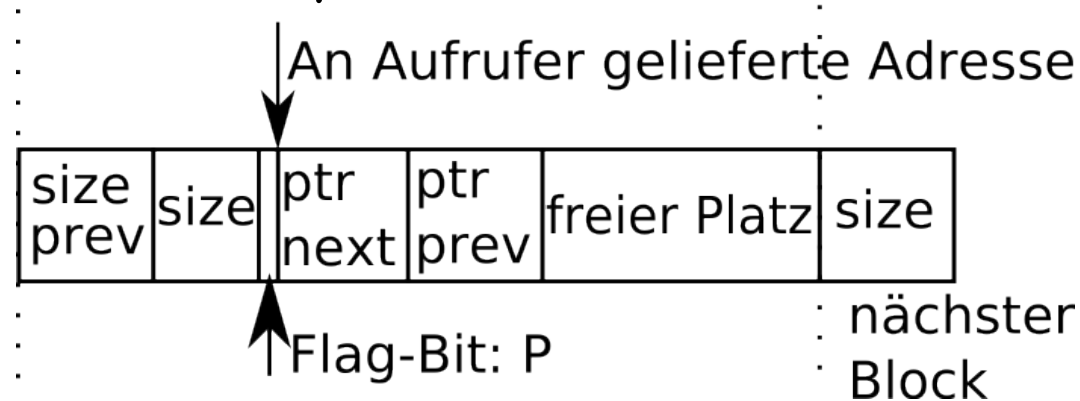 An Aufrufer gelieferte Adresse
size prev
size
ptr next
ptr prev
freier Platz
size
Flag-Bit: P
nächster Block